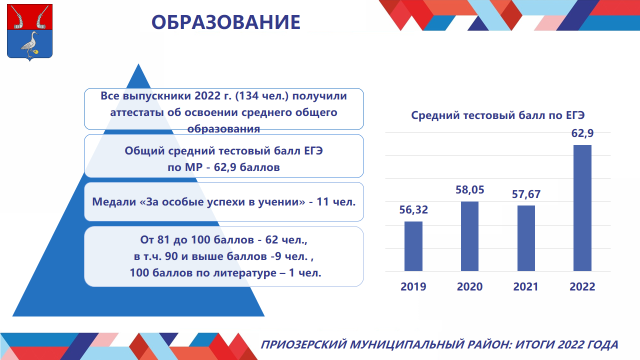 ОБРАЗОВАНИЕ
Все выпускники 2022 г. (134 чел.) получили
аттестаты об освоении среднего общего
образования
Общий средний тестовый балл ЕГЭ
по МР - 62,9 баллов
Медали «За особые успехи в учении» - 11 чел.
От 81 до 100 баллов - 62 чел.,
в т.ч. 90 и выше баллов -9 чел. ,
100 баллов по литературе – 1 чел.
Средний тестовый балл по ЕГЭ
62,9
58,05
57,67
56,32
2019 2020 2021 2022
ПРИОЗЕРСКИЙ МУНИЦИПАЛЬНЫЙ РАЙОН: ИТОГИ 2022 ГОДА